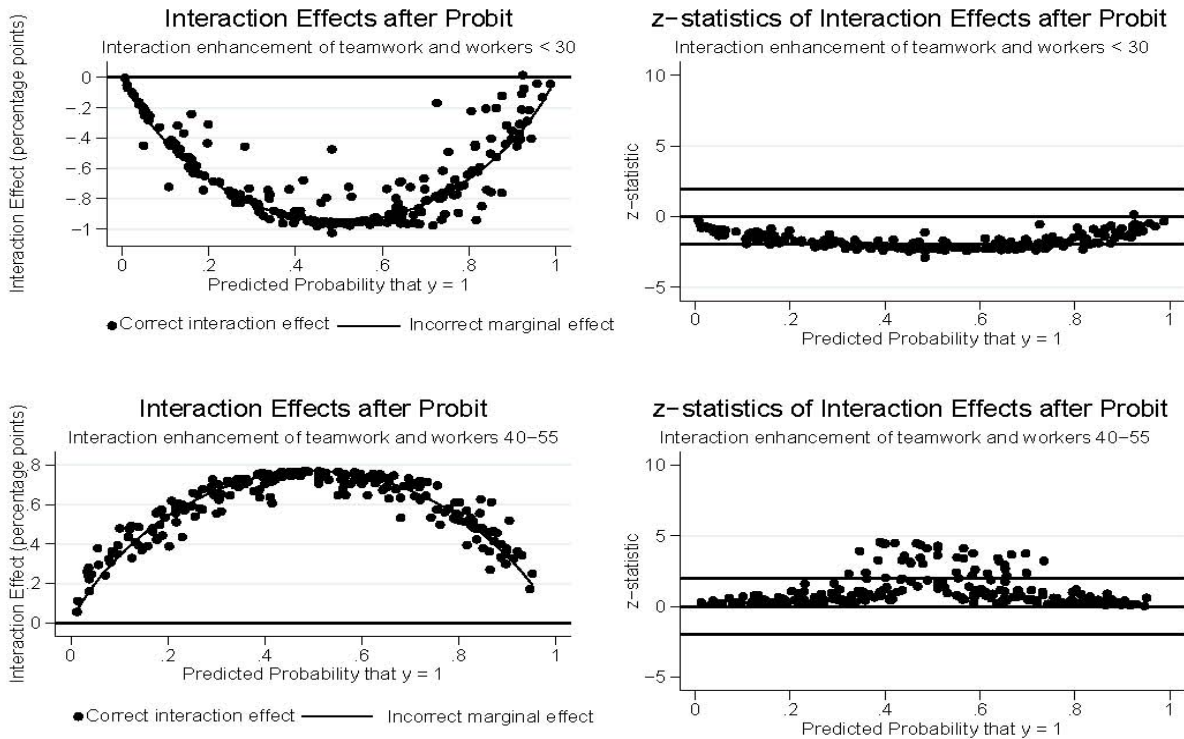 Interaction Effects after Probit
Interaction enhancement of teamwork and workers < 30
Interaction Effect (percentage points)
0
−.2
−.4
−.6
−.8
−1
0 .2 .4 .6 .8 1
Predicted Probability that y = 1
Correct interaction effect Incorrect marginal effect
z−statistics of Interaction Effects after Probit
Interaction enhancement of teamwork and workers < 30
z−statistic
10
5
0
−5
0 .2 .4 .6 .8 1
Predicted Probability that y = 1
Interaction Effects after Probit
Interaction enhancement of teamwork and workers 40−55
Interaction Effect (percentage points)
.8
.6
.4
.2
0
0 .2 .4 .6 .8 1
Predicted Probability that y = 1
Correct interaction effect Incorrect marginal effect
z−statistics of Interaction Effects after Probit
Interaction enhancement of teamwork and workers 40−55
z−statistic
10
5
0
−5
0 .2 .4 .6 .8 1
Predicted Probability that y = 1